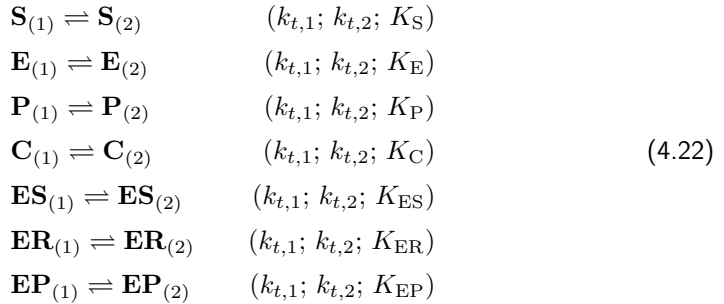 S(1) ⇌ S(2) (kt,1; kt,2; KS)
E(1) ⇌ E(2) (kt,1; kt,2; KE)
P(1) ⇌ P(2) (kt,1; kt,2; KP)
C(1) ⇌ C(2) (kt,1; kt,2; KC) (4.22)
ES(1) ⇌ ES(2) (kt,1; kt,2; KES)
ER(1) ⇌ ER(2) (kt,1; kt,2; KER)
EP(1) ⇌ EP(2) (kt,1; kt,2; KEP)